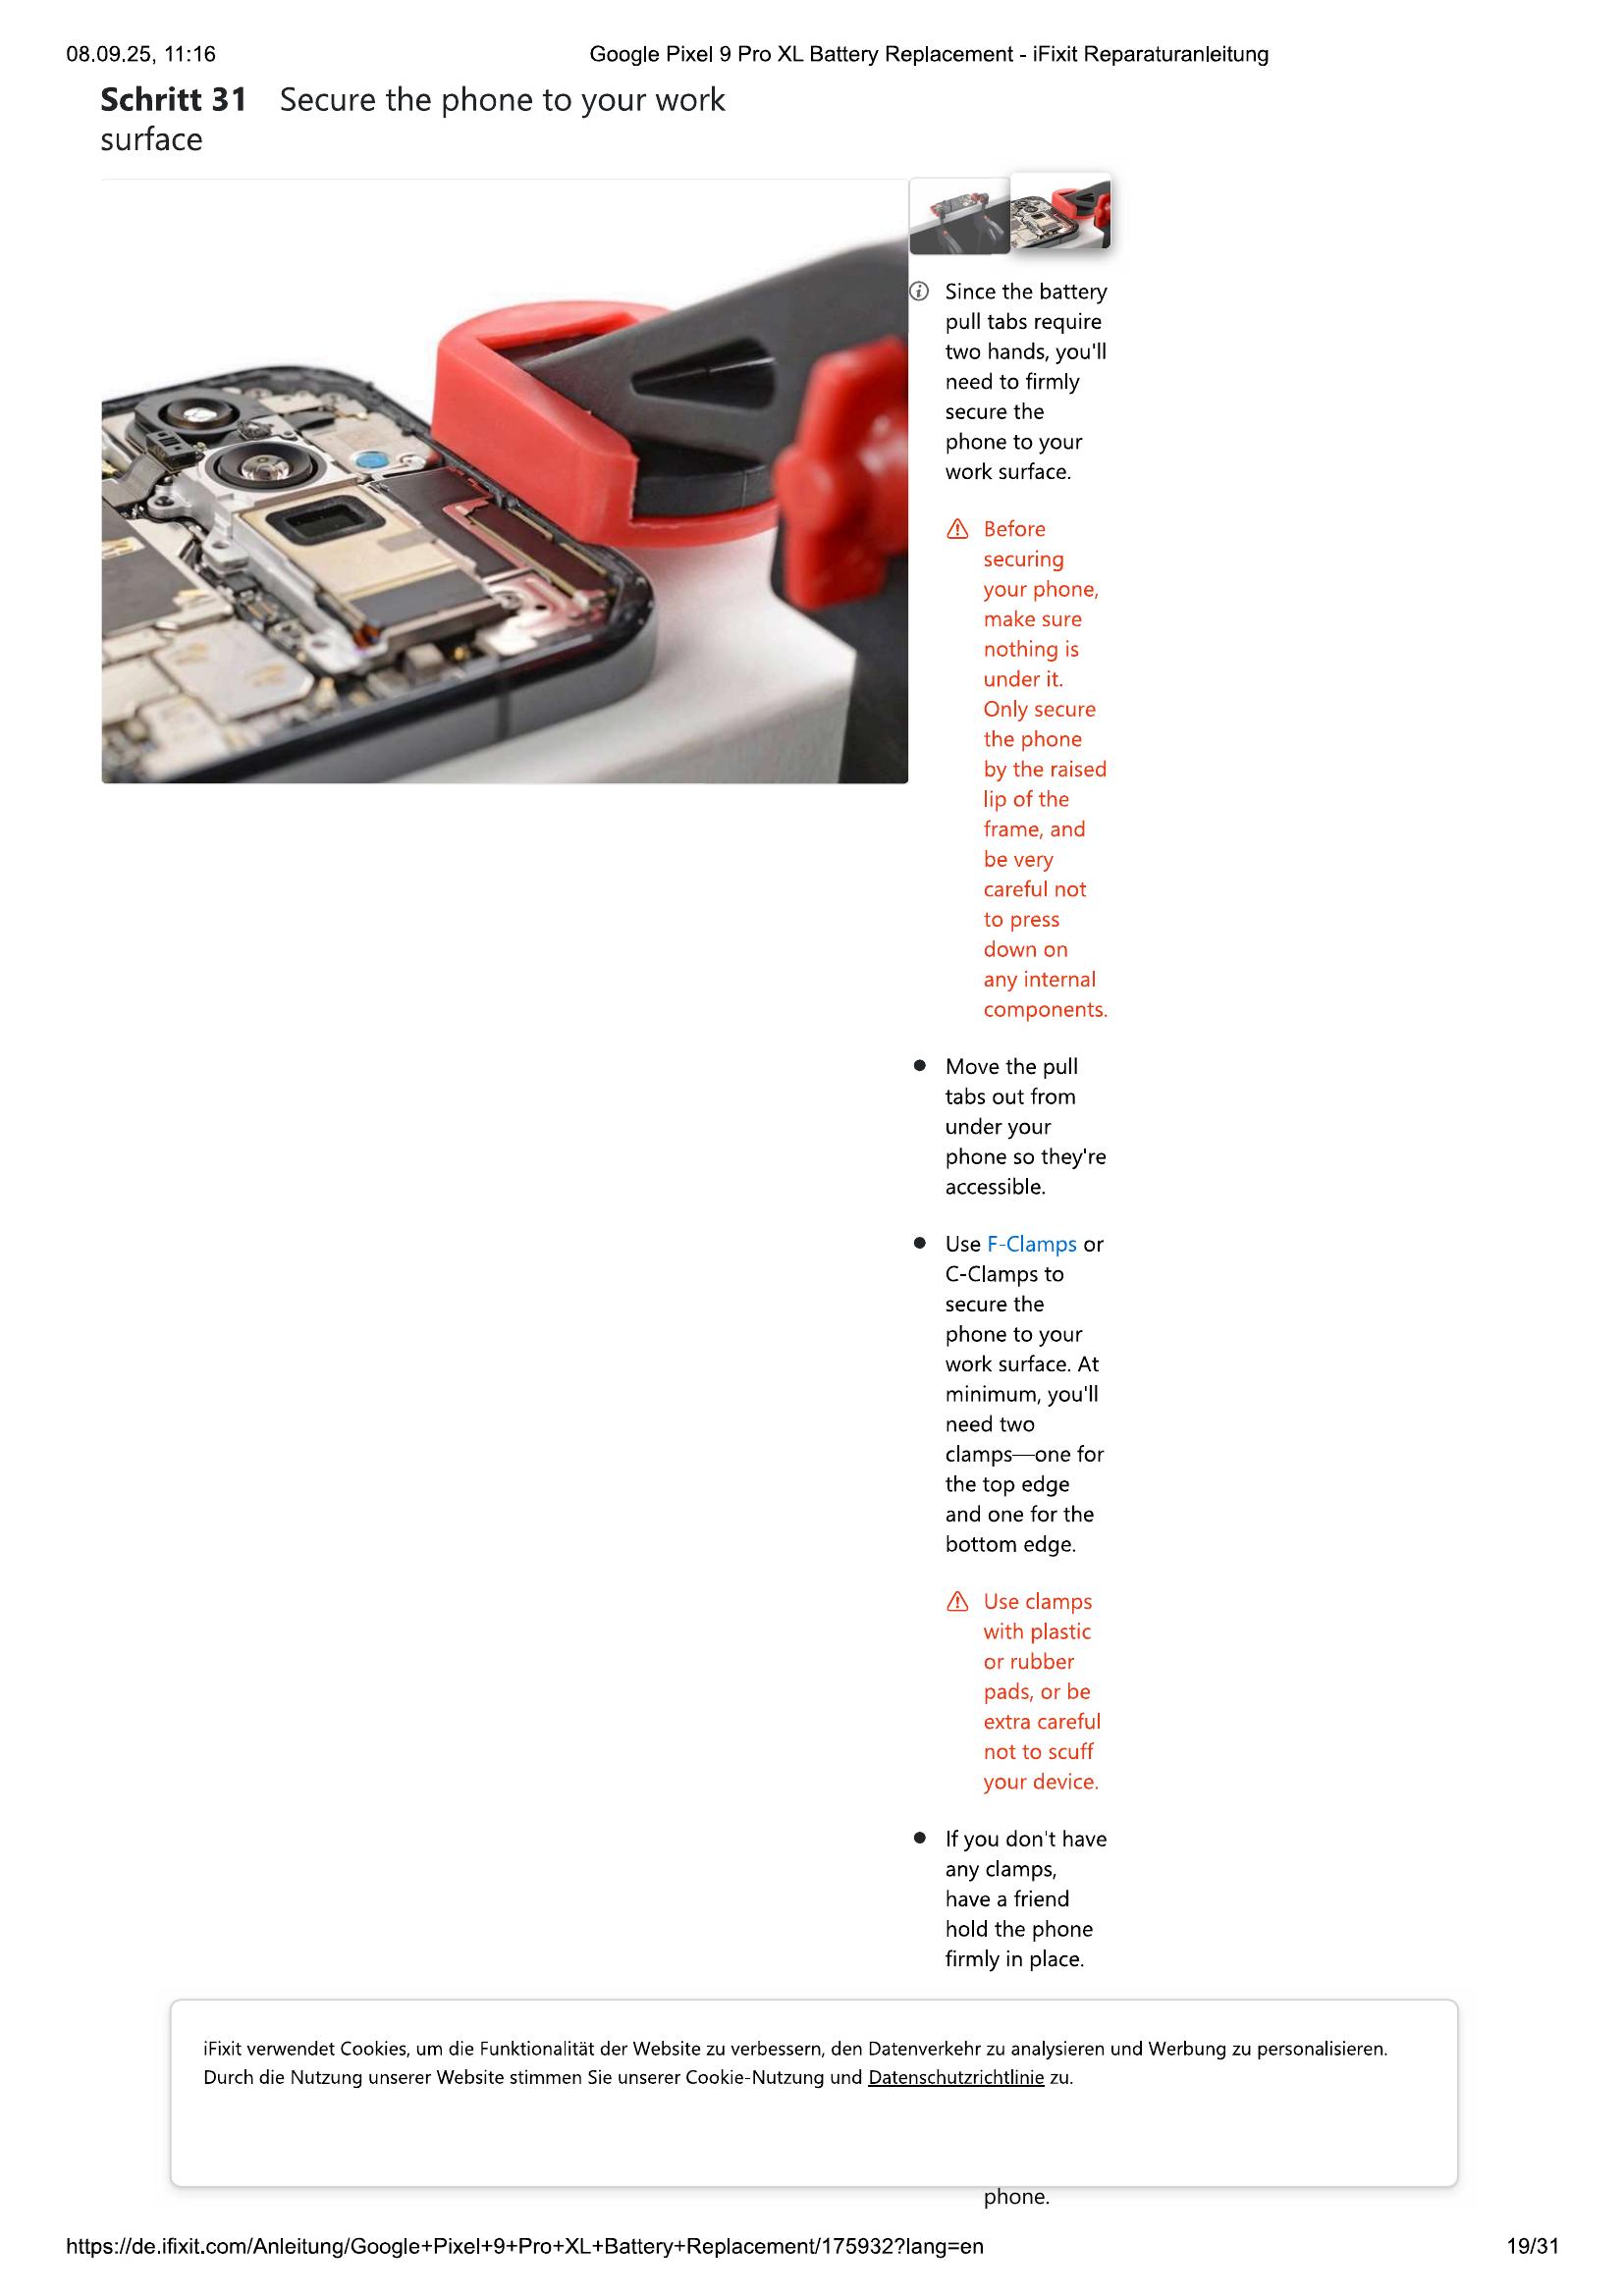 08.09.25, 11:16
Google Pixel 9 Pro XL Battery Replacement - iFixit Reparaturanleitung
Schritt 31 Secure the phone to your work
surface
Since the battery
pull tabs require
two hands, you'll
need to firmly
secure the
phone to your
work surface.
Before
securing
your phone,
make sure
nothing is
under it.
Only secure
the phone
by the raised
lip of the
frame, and
be very
careful not
to press
down on
any internal
components.
Move the pull
tabs out from
under your
phone so they're
accessible.
Use F-Clamps or
C-Clamps to
secure the
phone to your
work surface. At
minimum, you'll
need two
clamps—one for
the top edge
and one for the
bottom edge.
Use clamps
with plastic
or rubber
pads, or be
extra careful
not to scuff
your device.
If you don't have
any clamps,
have a friend
hold the phone
firmly in place.
iFixit verwendet Cookies, um die Funktionalität der Website zu verbessern, den Datenverkehr zu analysieren und Werbung zu personalisieren.
Durch die Nutzung unserer Website stimmen Sie unserer Cookie-Nutzung und Datenschutzrichtlinie zu.
phone.
https://de.ifixit.com/Anleitung/Google+Pixel+9+Pro+XL+Battery+Replacement/175932?lang=en
19/31